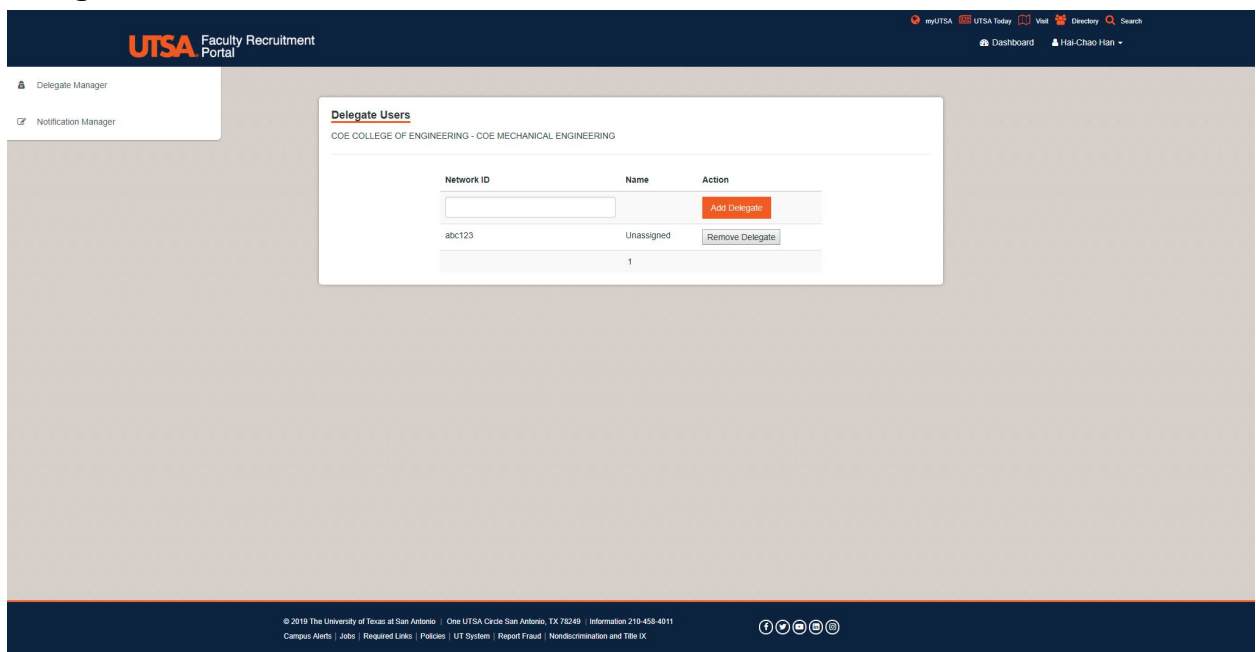 myUTSA UTSA Today Visit Directory Search
UTSA Faculty Recruitment
Portal
Dashboard Hai-Chao Han
Delegate Manager
Notification Manager
Delegate Users
COE COLLEGE OF ENGINEERING - COE MECHANICAL ENGINEERING
Network ID Name Action
Add Delegate
abc123 Unassigned Remove Delegate
1
© 2019 The University of Texas at San Antonio | One UTSA Circle San Antonio, TX 78249 | Information 210-458-4011
Campus Alerts | Jobs | Required Links | Policies | UT System | Report Fraud | Nondiscrimination and Title IX